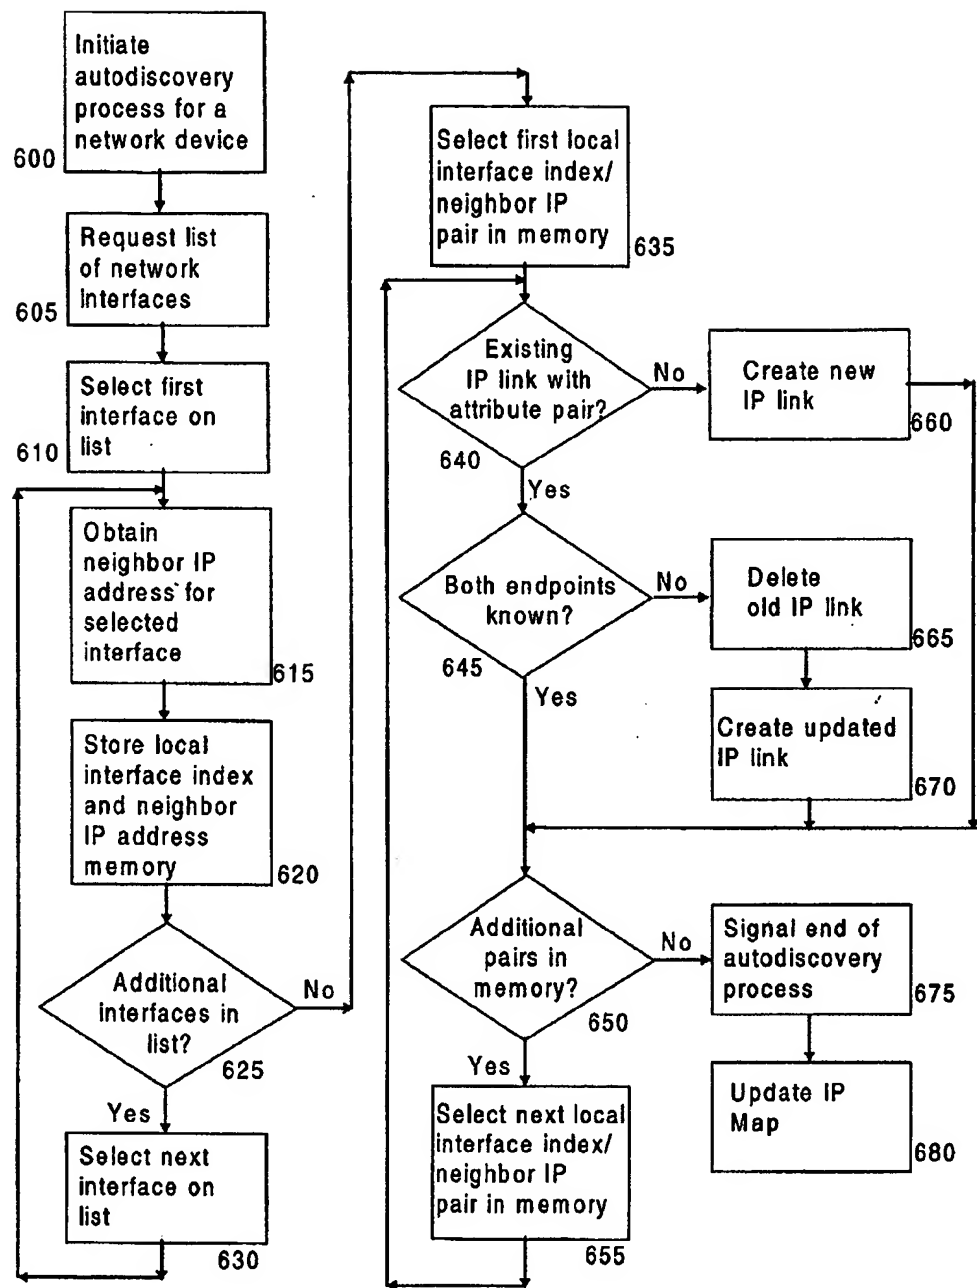 Initiate
autodiscovery
process for a
network device
600
Request list
of network
interfaces
605
Select first
interface on
list
610
Obtain
neighbor IP
address for
selected
interface
615
Store local
interface index
and neighbor
IP address
memory
620
Additional
interfaces in
list?
625
No
Yes
Select next
interface on
list
630
Select first local
interface index/
neighbor IP
pair in memory
635
Existing
IP link with
attribute pair?
640
No
Yes
Create new
IP link
660
Both endpoints
known?
645
No
Yes
Delete
old IP link
665
Create updated
IP link
670
Additional
pairs in
memory?
650
No
Yes
Signal end of
autodiscovery
process
675
Update IP
Map
680
Select next local
interface index/
neighbor IP
pair in memory
655